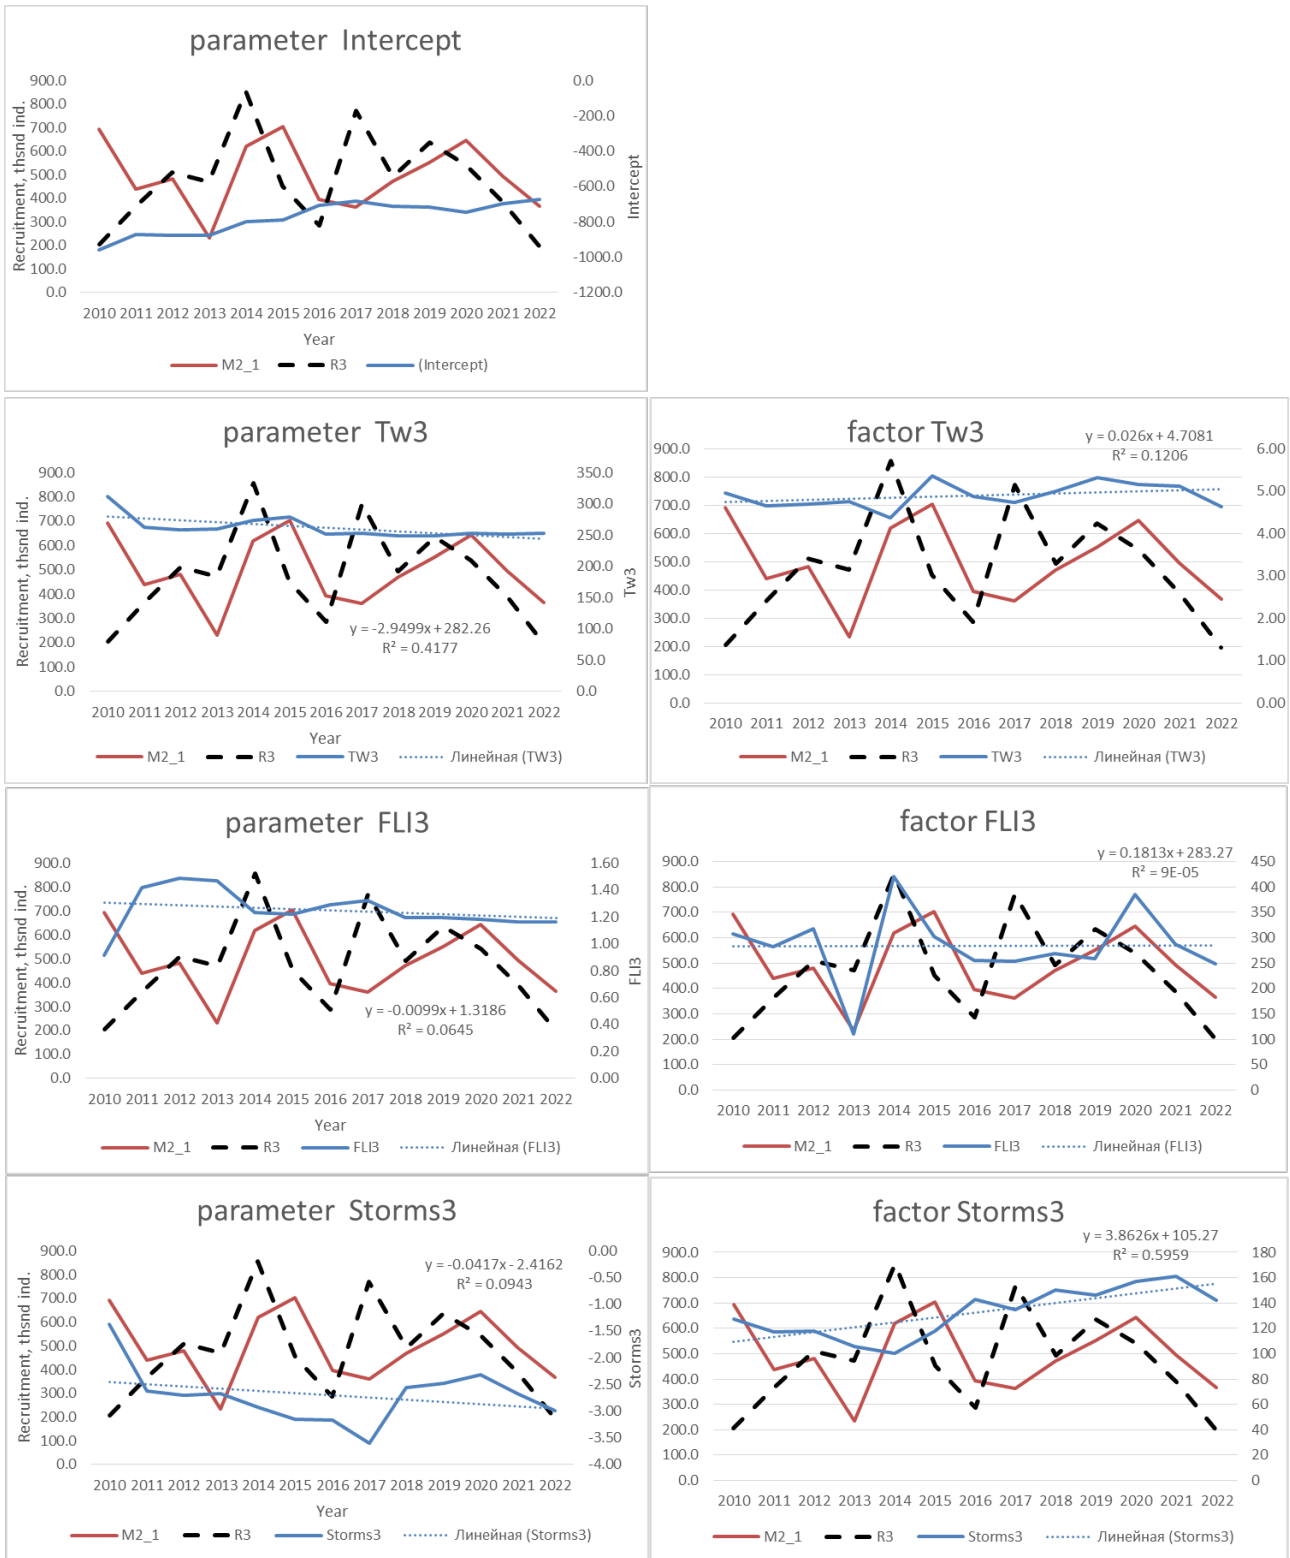 parameter Intercept
900.0
800.0
700.0
600.0
500.0
400.0
300.0
200.0
100.0
0.0
Recruitment, thsnd ind.
0.0
-200.0
-400.0
-600.0
-800.0
-1000.0
-1200.0
Intercept
2010 2011 2012 2013 2014 2015 2016 2017 2018 2019 2020 2021 2022
Year
M2_1 R3 (Intercept)
parameter Tw3
900.0
800.0
700.0
600.0
500.0
400.0
300.0
200.0
100.0
0.0
Recruitment, thsnd ind.
350.0
300.0
250.0
200.0
150.0
100.0
50.0
0.0
Tw3
y = -2.9499x + 282.26
R² = 0.4177
2010 2011 2012 2013 2014 2015 2016 2017 2018 2019 2020 2021 2022
Year
M2_1 R3 TW3 Линейная (TW3)
factor Tw3
y = 0.026x + 4.7081
R² = 0.1206
900.0
800.0
700.0
600.0
500.0
400.0
300.0
200.0
100.0
0.0
6.00
5.00
4.00
3.00
2.00
1.00
0.00
2010 2011 2012 2013 2014 2015 2016 2017 2018 2019 2020 2021 2022
M2_1 R3 TW3 Линейная (TW3)
parameter FLI3
900.0
800.0
700.0
600.0
500.0
400.0
300.0
200.0
100.0
0.0
Recruitment, thsnd ind.
1.60
1.40
1.20
1.00
0.80
0.60
0.40
0.20
0.00
FLI3
y = -0.0099x + 1.3186
R² = 0.0645
2010 2011 2012 2013 2014 2015 2016 2017 2018 2019 2020 2021 2022
M2_1 R3 FLI3 Линейная (FLI3)
factor FLI3
y = 0.1813x + 283.27
R² = 9E-05
900.0
800.0
700.0
600.0
500.0
400.0
300.0
200.0
100.0
0.0
450
400
350
300
250
200
150
100
50
0
2010 2011 2012 2013 2014 2015 2016 2017 2018 2019 2020 2021 2022
M2_1 R3 FLI3 Линейная (FLI3)
parameter Storms3
900.0
800.0
700.0
600.0
500.0
400.0
300.0
200.0
100.0
0.0
Recruitment, thsnd ind.
0.00
-0.50
-1.00
-1.50
-2.00
-2.50
-3.00
-3.50
-4.00
Storms3
y = -0.0417x - 2.4162
R² = 0.0943
2010 2011 2012 2013 2014 2015 2016 2017 2018 2019 2020 2021 2022
Year
M2_1 R3 Storms3 Линейная (Storms3)
factor Storms3
y = 3.8626x + 105.27
R² = 0.5959
900.0
800.0
700.0
600.0
500.0
400.0
300.0
200.0
100.0
0.0
180
160
140
120
100
80
60
40
20
0
2010 2011 2012 2013 2014 2015 2016 2017 2018 2019 2020 2021 2022
M2_1 R3 Storms3 Линейная (Storms3)